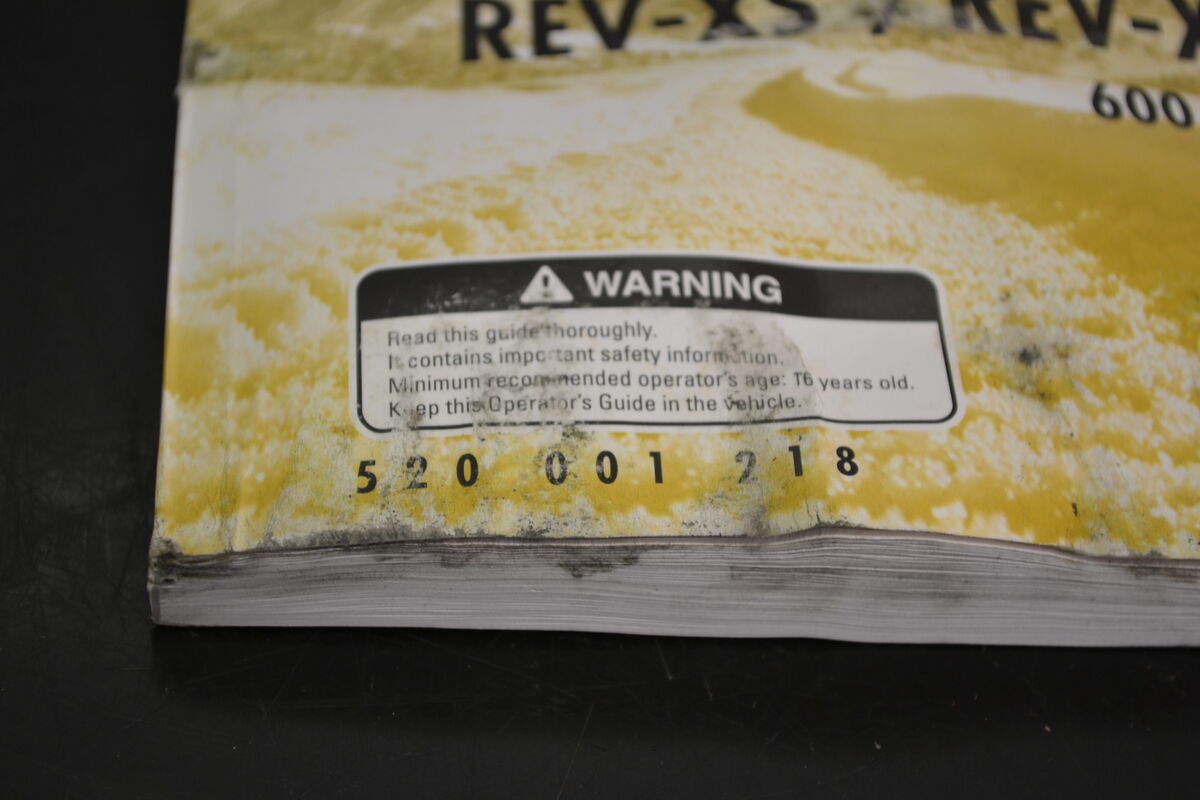 REV-XS / REV-X
600
WARNING
Read this guide thoroughly.
It contains important safety information.
Minimum recommended operator's age: 16 years old.
Keep this Operator's Guide in the vehicle.
520 001 218